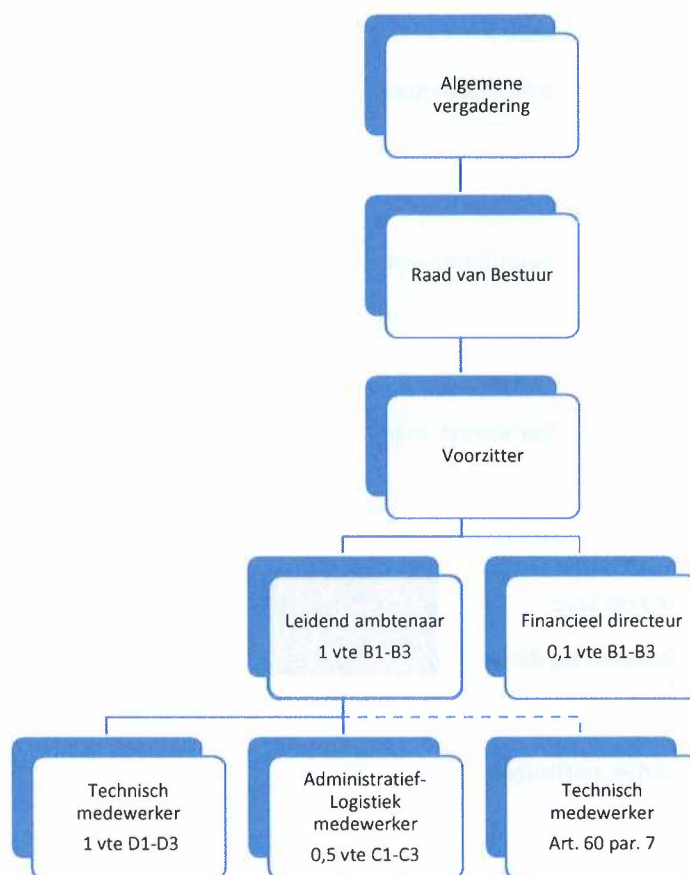 Algemene
vergadering
Raad van Bestuur
Voorzitter
Leidend ambtenaar
1 vte B1-B3
Financieel directeur
0,1 vte B1-B3
Technisch
medewerker
1 vte D1-D3
Administratief-
Logistiek
medewerker
0,5 vte C1-C3
Technisch
medewerker
Art. 60 par. 7